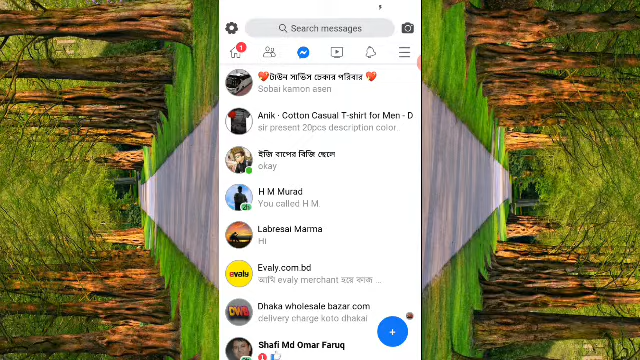 Search messages
1
❤️টাউন সার্ভিস চেকার পরিবার ❤️
Sobai kamon asen
Anik · Cotton Casual T-shirt for Men - D
sir present 20pcs description color..
ইজি বাপের বিজি ছেলে
okay
H M Murad
You called H M.
Labresai Marma
Hi
evaly
Evaly.com.bd
আমি evaly merchant হয়ে কাজ ...
DWB
Dhaka wholesale bazar.com
delivery charge koto dhakai
+
Shafi Md Omar Faruq